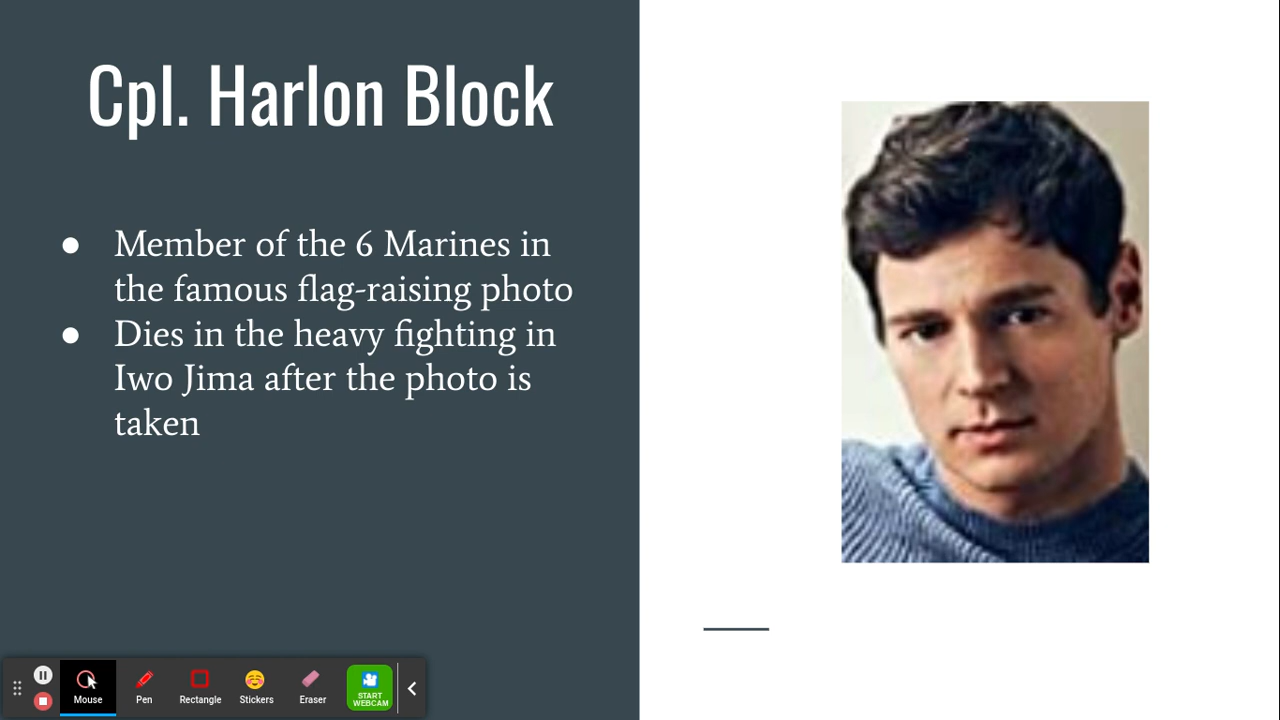 Cpl. Harlon Block
● Member of the 6 Marines in
the famous flag-raising photo
● Dies in the heavy fighting in
Iwo Jima after the photo is
taken
Mouse
Pen
Rectangle
Stickers
Eraser
START
WEBCAM